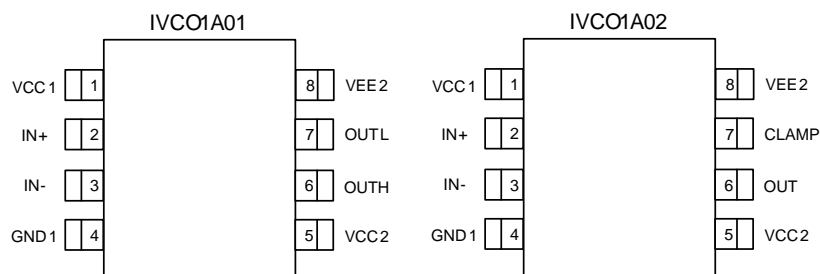 IVCO1A01
VCC1 1 8 VEE2
IN+ 2 7 OUTL
IN- 3 6 OUTH
GND1 4 5 VCC2
IVCO1A02
VCC1 1 8 VEE2
IN+ 2 7 CLAMP
IN- 3 6 OUT
GND1 4 5 VCC2